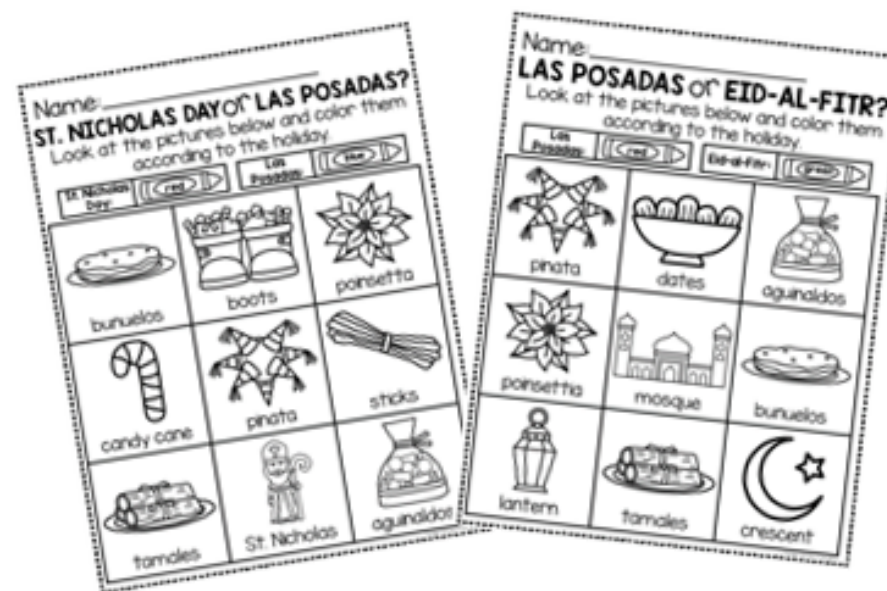 Name:
ST. NICHOLAS DAY or LAS POSADAS?
Look at the pictures below and color them
according to the holiday.
St. Nicholas Day: red
Las Posadas: blue
bunuelos
boots
poinsetta
candy cane
pinata
sticks
tamales
St. Nicholas
aguinaldos
Name:
LAS POSADAS or EID-AL-FITR?
Look at the pictures below and color them
according to the holiday.
Las Posadas: red
Eid-al-Fitr: green
pinata
dates
aguinaldos
poinsettia
mosque
bunuelos
lantern
tamales
crescent